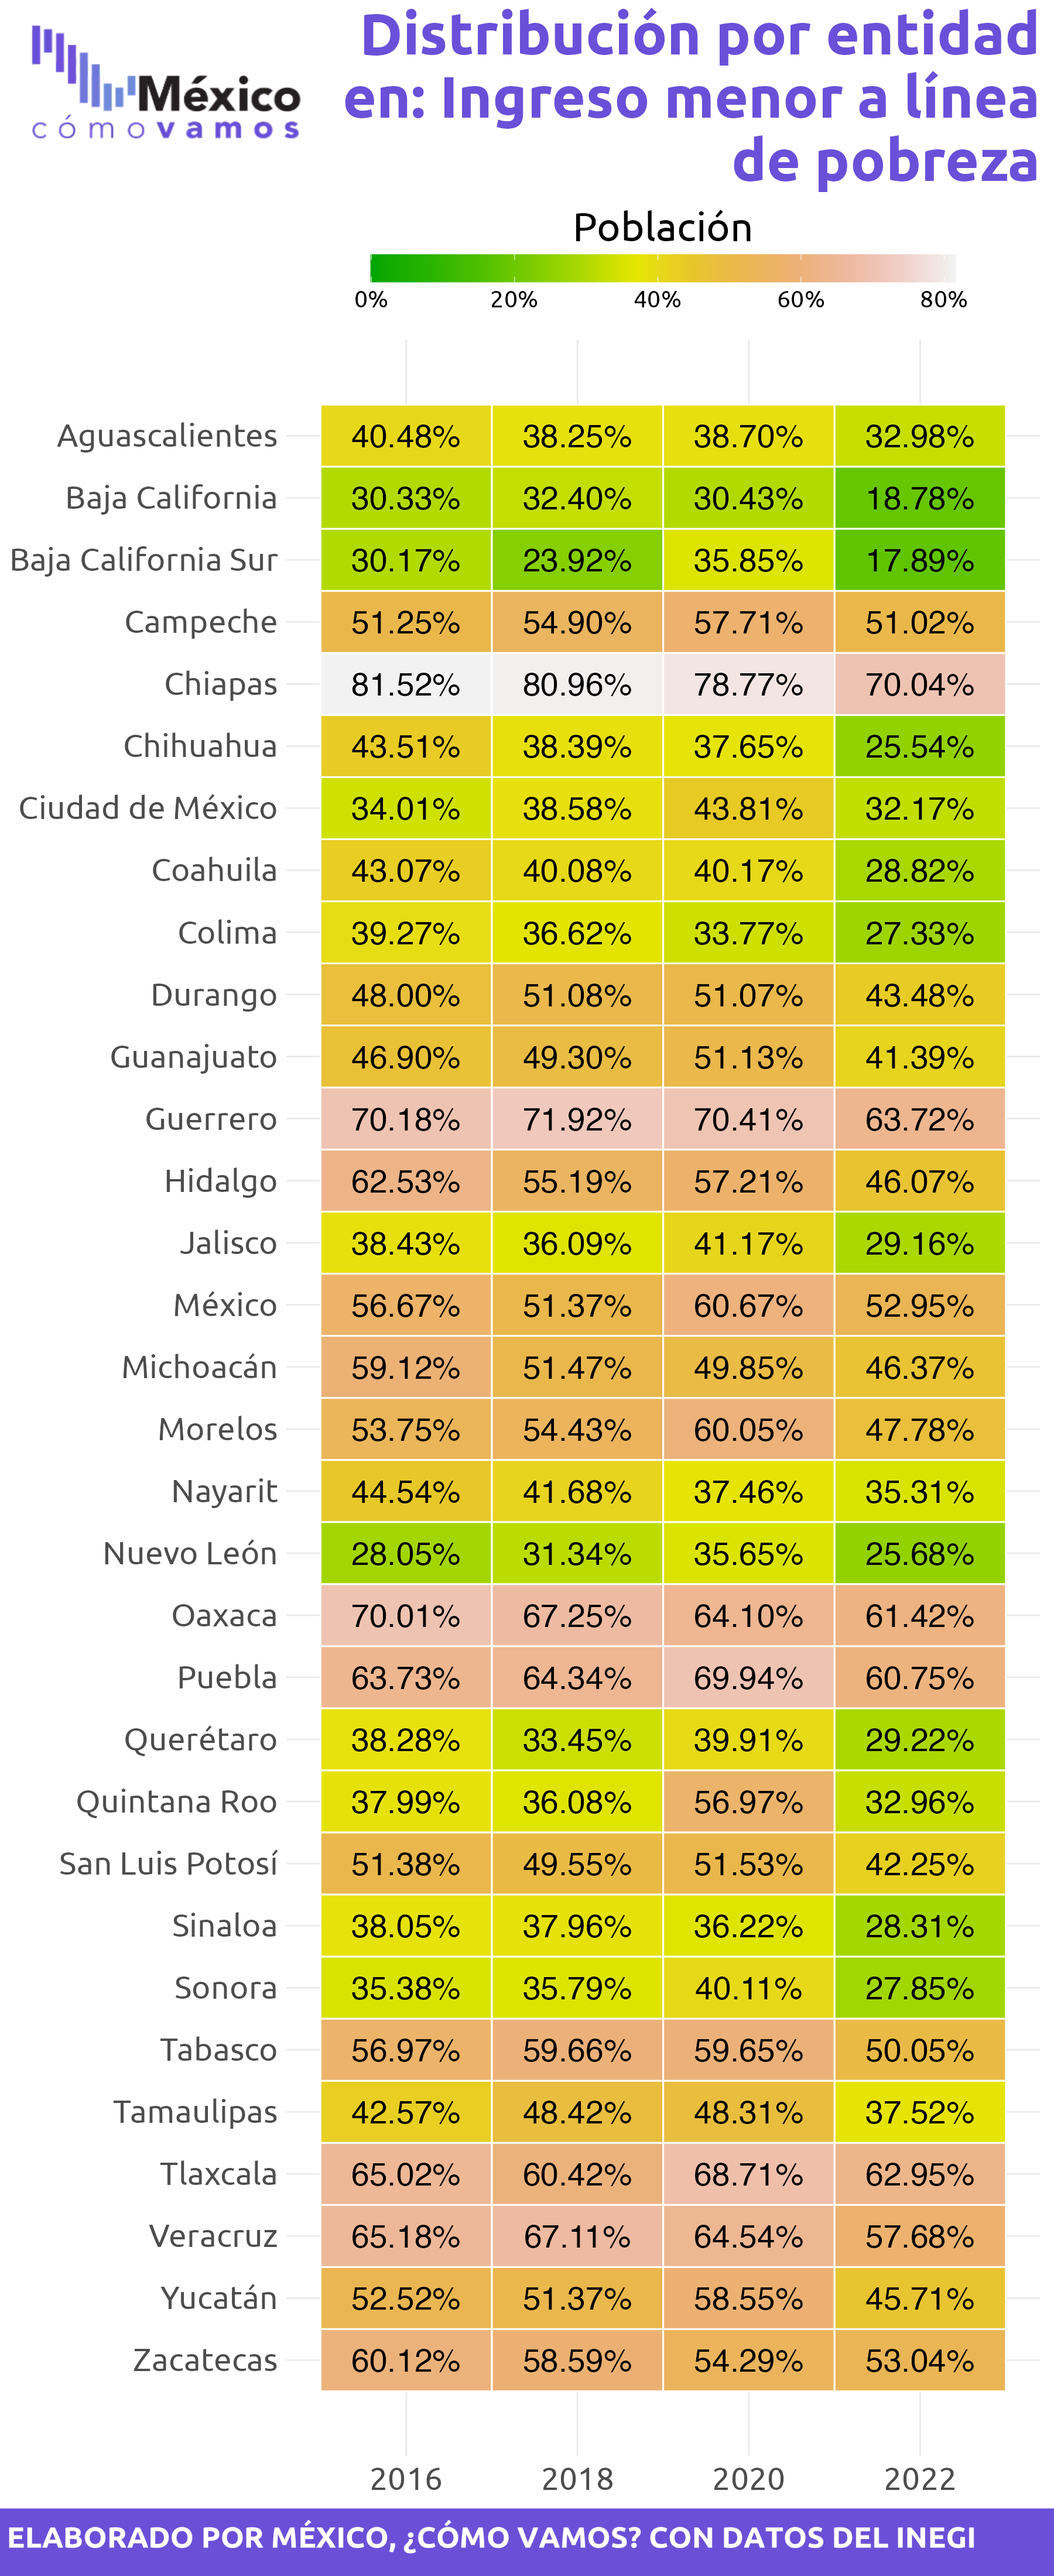 México
cómovamos
Distribución por entidad
en: Ingreso menor a línea
de pobreza
Población
0% 20% 40% 60% 80%
Aguascalientes 40.48% 38.25% 38.70% 32.98%
Baja California 30.33% 32.40% 30.43% 18.78%
Baja California Sur 30.17% 23.92% 35.85% 17.89%
Campeche 51.25% 54.90% 57.71% 51.02%
Chiapas 81.52% 80.96% 78.77% 70.04%
Chihuahua 43.51% 38.39% 37.65% 25.54%
Ciudad de México 34.01% 38.58% 43.81% 32.17%
Coahuila 43.07% 40.08% 40.17% 28.82%
Colima 39.27% 36.62% 33.77% 27.33%
Durango 48.00% 51.08% 51.07% 43.48%
Guanajuato 46.90% 49.30% 51.13% 41.39%
Guerrero 70.18% 71.92% 70.41% 63.72%
Hidalgo 62.53% 55.19% 57.21% 46.07%
Jalisco 38.43% 36.09% 41.17% 29.16%
México 56.67% 51.37% 60.67% 52.95%
Michoacán 59.12% 51.47% 49.85% 46.37%
Morelos 53.75% 54.43% 60.05% 47.78%
Nayarit 44.54% 41.68% 37.46% 35.31%
Nuevo León 28.05% 31.34% 35.65% 25.68%
Oaxaca 70.01% 67.25% 64.10% 61.42%
Puebla 63.73% 64.34% 69.94% 60.75%
Querétaro 38.28% 33.45% 39.91% 29.22%
Quintana Roo 37.99% 36.08% 56.97% 32.96%
San Luis Potosí 51.38% 49.55% 51.53% 42.25%
Sinaloa 38.05% 37.96% 36.22% 28.31%
Sonora 35.38% 35.79% 40.11% 27.85%
Tabasco 56.97% 59.66% 59.65% 50.05%
Tamaulipas 42.57% 48.42% 48.31% 37.52%
Tlaxcala 65.02% 60.42% 68.71% 62.95%
Veracruz 65.18% 67.11% 64.54% 57.68%
Yucatán 52.52% 51.37% 58.55% 45.71%
Zacatecas 60.12% 58.59% 54.29% 53.04%
2016 2018 2020 2022
ELABORADO POR MÉXICO, ¿CÓMO VAMOS? CON DATOS DEL INEGI